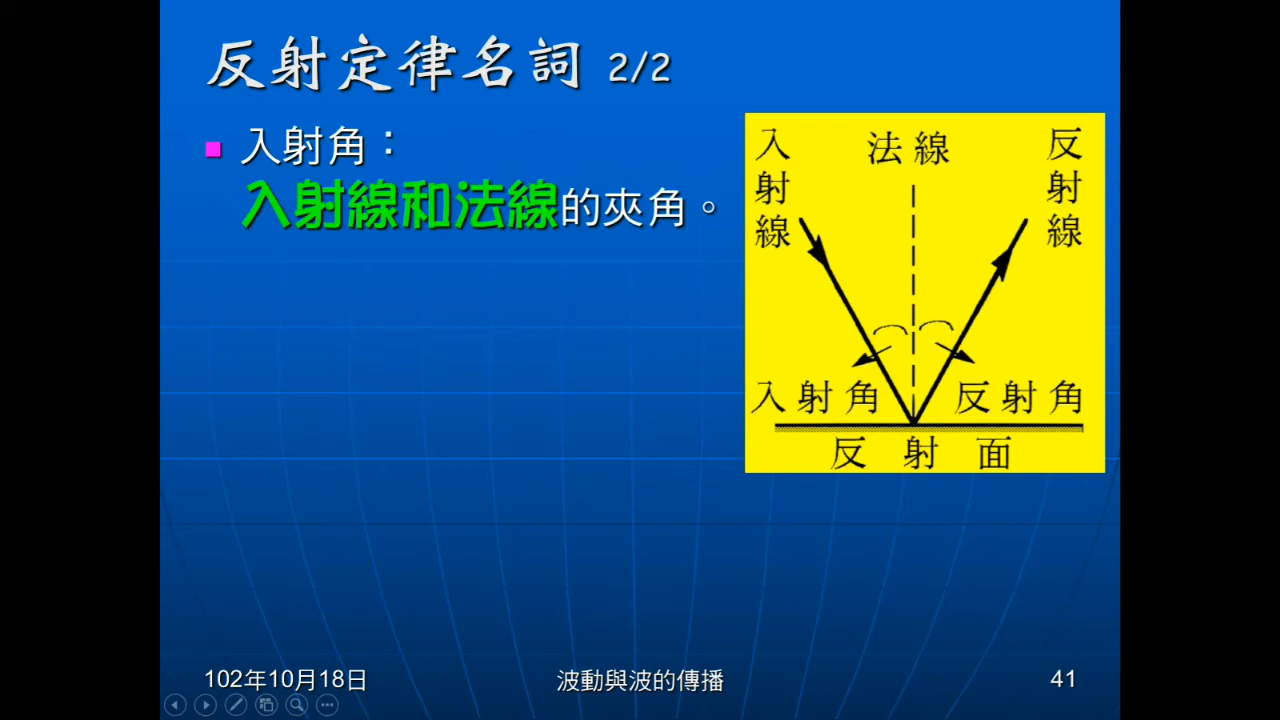 反射定律名詞 2/2
入射角：
入射線和法線的夾角。
入射線
法線
反射線
入射角
反射角
反射面
102年10月18日
波動與波的傳播
41